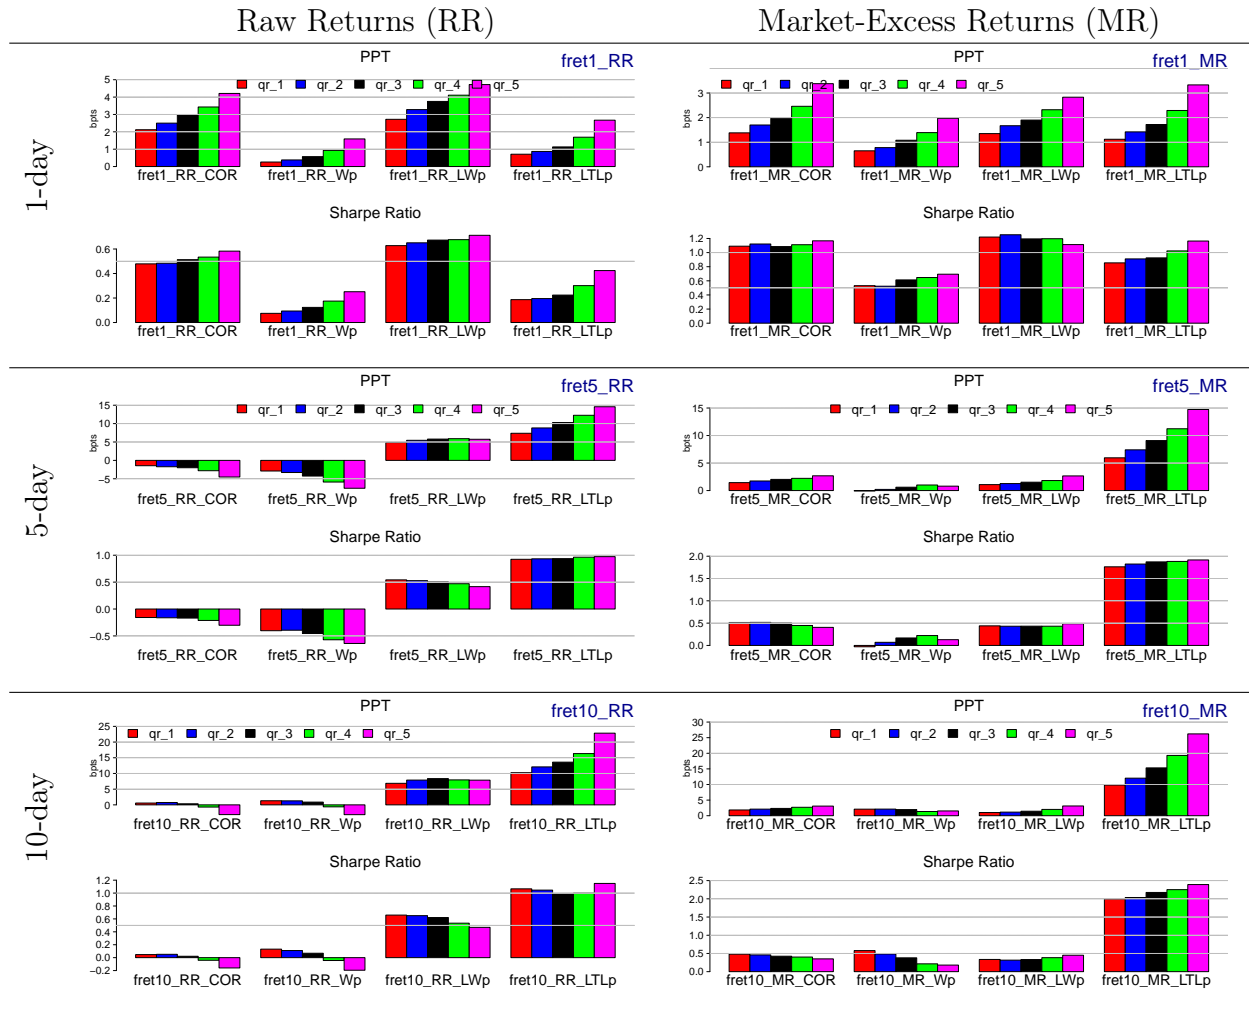 Raw Returns (RR) Market-Excess Returns (MR)
1-day
PPT
fret1_RR
qr_1 qr_2 qr_3 qr_4 qr_5
bpts
5
4
3
2
1
0
fret1_RR_COR fret1_RR_Wp fret1_RR_LWp fret1_RR_LTLp
Sharpe Ratio
0.6
0.4
0.2
0.0
fret1_RR_COR fret1_RR_Wp fret1_RR_LWp fret1_RR_LTLp
PPT
fret1_MR
qr_1 qr_2 qr_3 qr_4 qr_5
bpts
3
2
1
0
fret1_MR_COR fret1_MR_Wp fret1_MR_LWp fret1_MR_LTLp
Sharpe Ratio
1.2
1.0
0.8
0.6
0.4
0.2
0.0
fret1_MR_COR fret1_MR_Wp fret1_MR_LWp fret1_MR_LTLp
5-day
PPT
fret5_RR
qr_1 qr_2 qr_3 qr_4 qr_5
bpts
15
10
5
0
−5
fret5_RR_COR fret5_RR_Wp fret5_RR_LWp fret5_RR_LTLp
Sharpe Ratio
1.0
0.5
0.0
−0.5
fret5_RR_COR fret5_RR_Wp fret5_RR_LWp fret5_RR_LTLp
PPT
fret5_MR
qr_1 qr_2 qr_3 qr_4 qr_5
bpts
15
10
5
0
fret5_MR_COR fret5_MR_Wp fret5_MR_LWp fret5_MR_LTLp
Sharpe Ratio
2.0
1.5
1.0
0.5
0.0
fret5_MR_COR fret5_MR_Wp fret5_MR_LWp fret5_MR_LTLp
10-day
PPT
fret10_RR
qr_1 qr_2 qr_3 qr_4 qr_5
bpts
25
20
15
10
5
0
fret10_RR_COR fret10_RR_Wp fret10_RR_LWp fret10_RR_LTLp
Sharpe Ratio
1.2
1.0
0.8
0.6
0.4
0.2
0.0
−0.2
fret10_RR_COR fret10_RR_Wp fret10_RR_LWp fret10_RR_LTLp
PPT
fret10_MR
qr_1 qr_2 qr_3 qr_4 qr_5
bpts
30
25
20
15
10
5
0
fret10_MR_COR fret10_MR_Wp fret10_MR_LWp fret10_MR_LTLp
Sharpe Ratio
2.5
2.0
1.5
1.0
0.5
0.0
fret10_MR_COR fret10_MR_Wp fret10_MR_LWp fret10_MR_LTLp